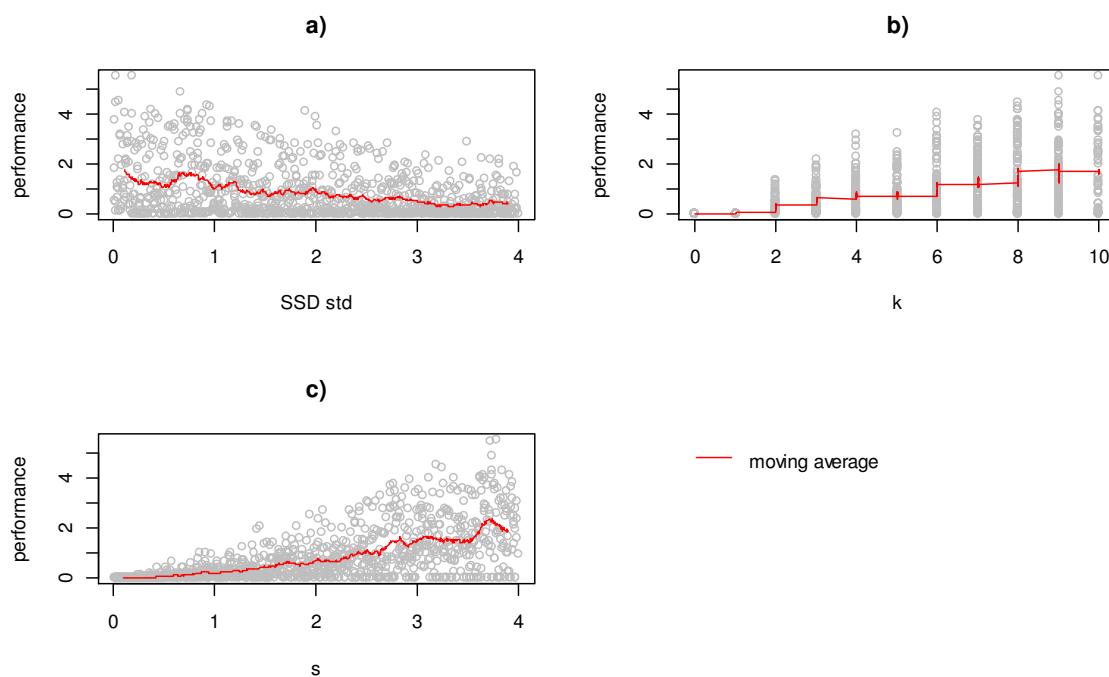 a)
performance
0 2 4
0 1 2 3 4
SSD std
b)
performance
0 2 4
0 2 4 6 8 10
k
c)
performance
0 2 4
0 1 2 3 4
s
moving average